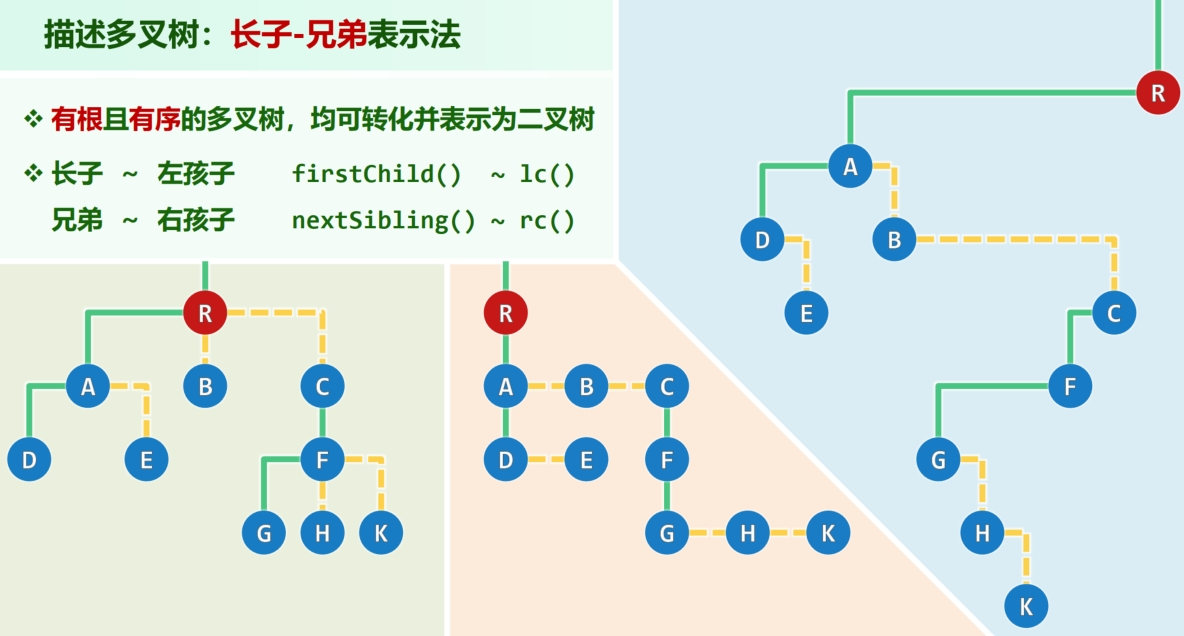 描述多叉树：长子-兄弟表示法
❖ 有根且有序的多叉树，均可转化并表示为二叉树
❖ 长子 ~ 左孩子 firstChild() ~ lc()
兄弟 ~ 右孩子 nextSibling() ~ rc()
R
A B C
D E F
G H K
R
A B C
D E F
G H K
R
A
D B
E C
F
G
H
K